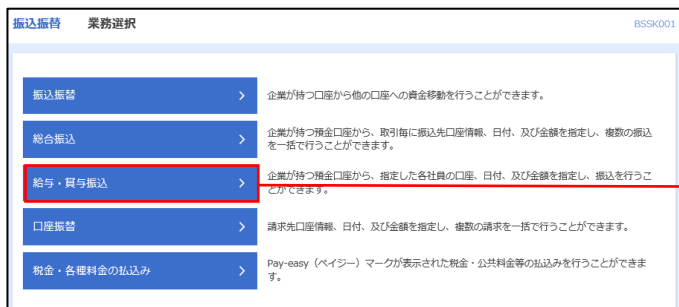 振込振替 業務選択 BSSK001
振込振替 企業が持つ口座から他の口座への資金移動を行うことができます。
総合振込 企業が持つ預金口座から、取引毎に振込先口座情報、日付、及び金額を指定し、複数の振込
を一括で行うことができます。
給与・賞与振込 企業が持つ預金口座から、指定した各社員の口座、日付、及び金額を指定し、振込を行うこ
とができます。
口座振替 請求先口座情報、日付、及び金額を指定し、複数の請求を一括で行うことができます。
税金・各種料金の払込み Pay-easy（ペイジー）マークが表示された税金・公共料金等の払込みを行うことができま
す。